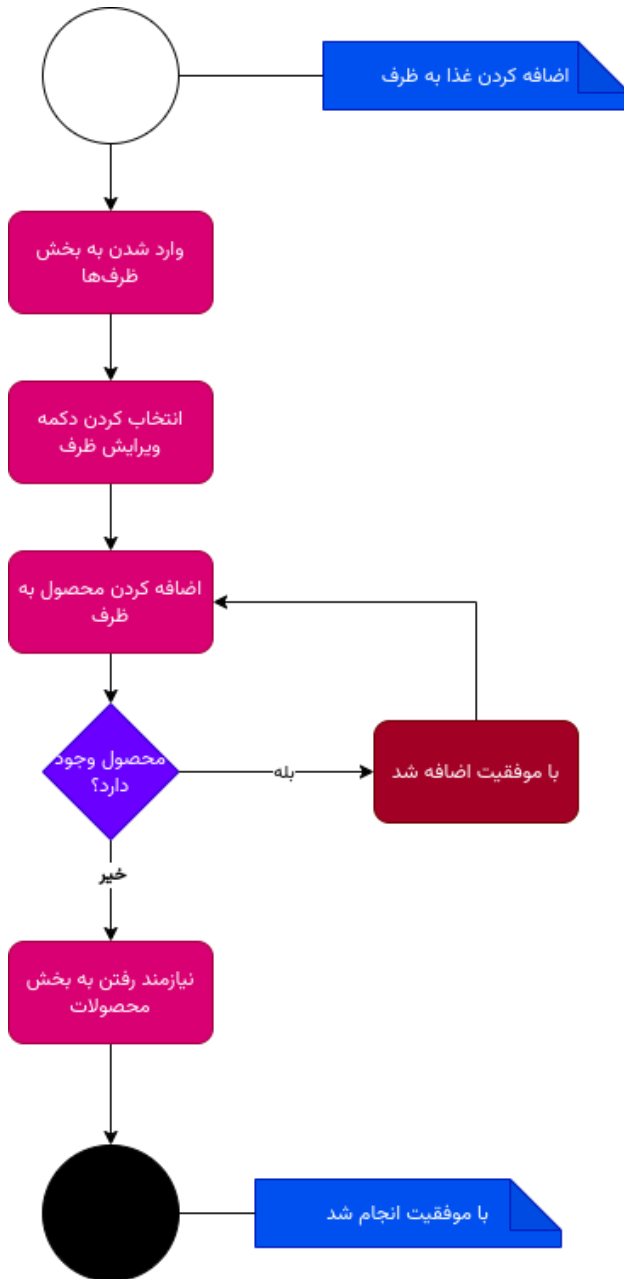 اضافه کردن غذا به ظرف
وارد شدن به بخش
ظرف‌ها
انتخاب کردن دکمه
ویرایش ظرف
اضافه کردن محصول به
ظرف
محصول وجود
دارد؟
بله
با موفقیت اضافه شد
خیر
نیازمند رفتن به بخش
محصولات
با موفقیت انجام شد